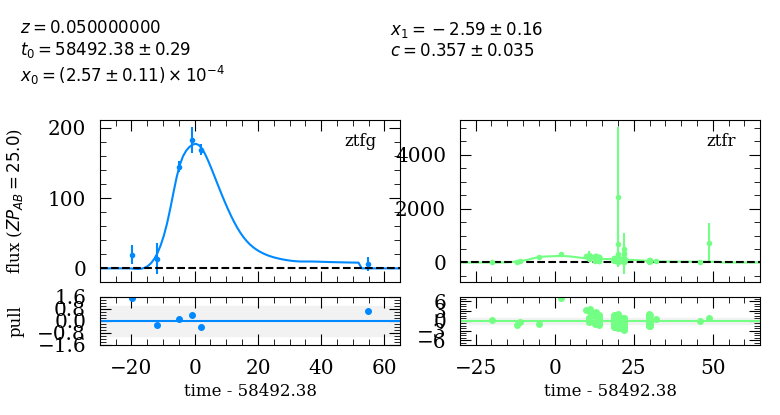 z = 0.050000000
t₀ = 58492.38 ± 0.29
x₀ = (2.57 ± 0.11) × 10⁻⁴
x₁ = −2.59 ± 0.16
c = 0.357 ± 0.035
flux (ZP_AB = 25.0)
200
100
0
ztfg
4000
2000
0
ztfr
pull
1.6
0.8
0.0
−0.8
−1.6
−20 0 20 40 60
time - 58492.38
6
3
0
−3
−6
−25 0 25 50
time - 58492.38